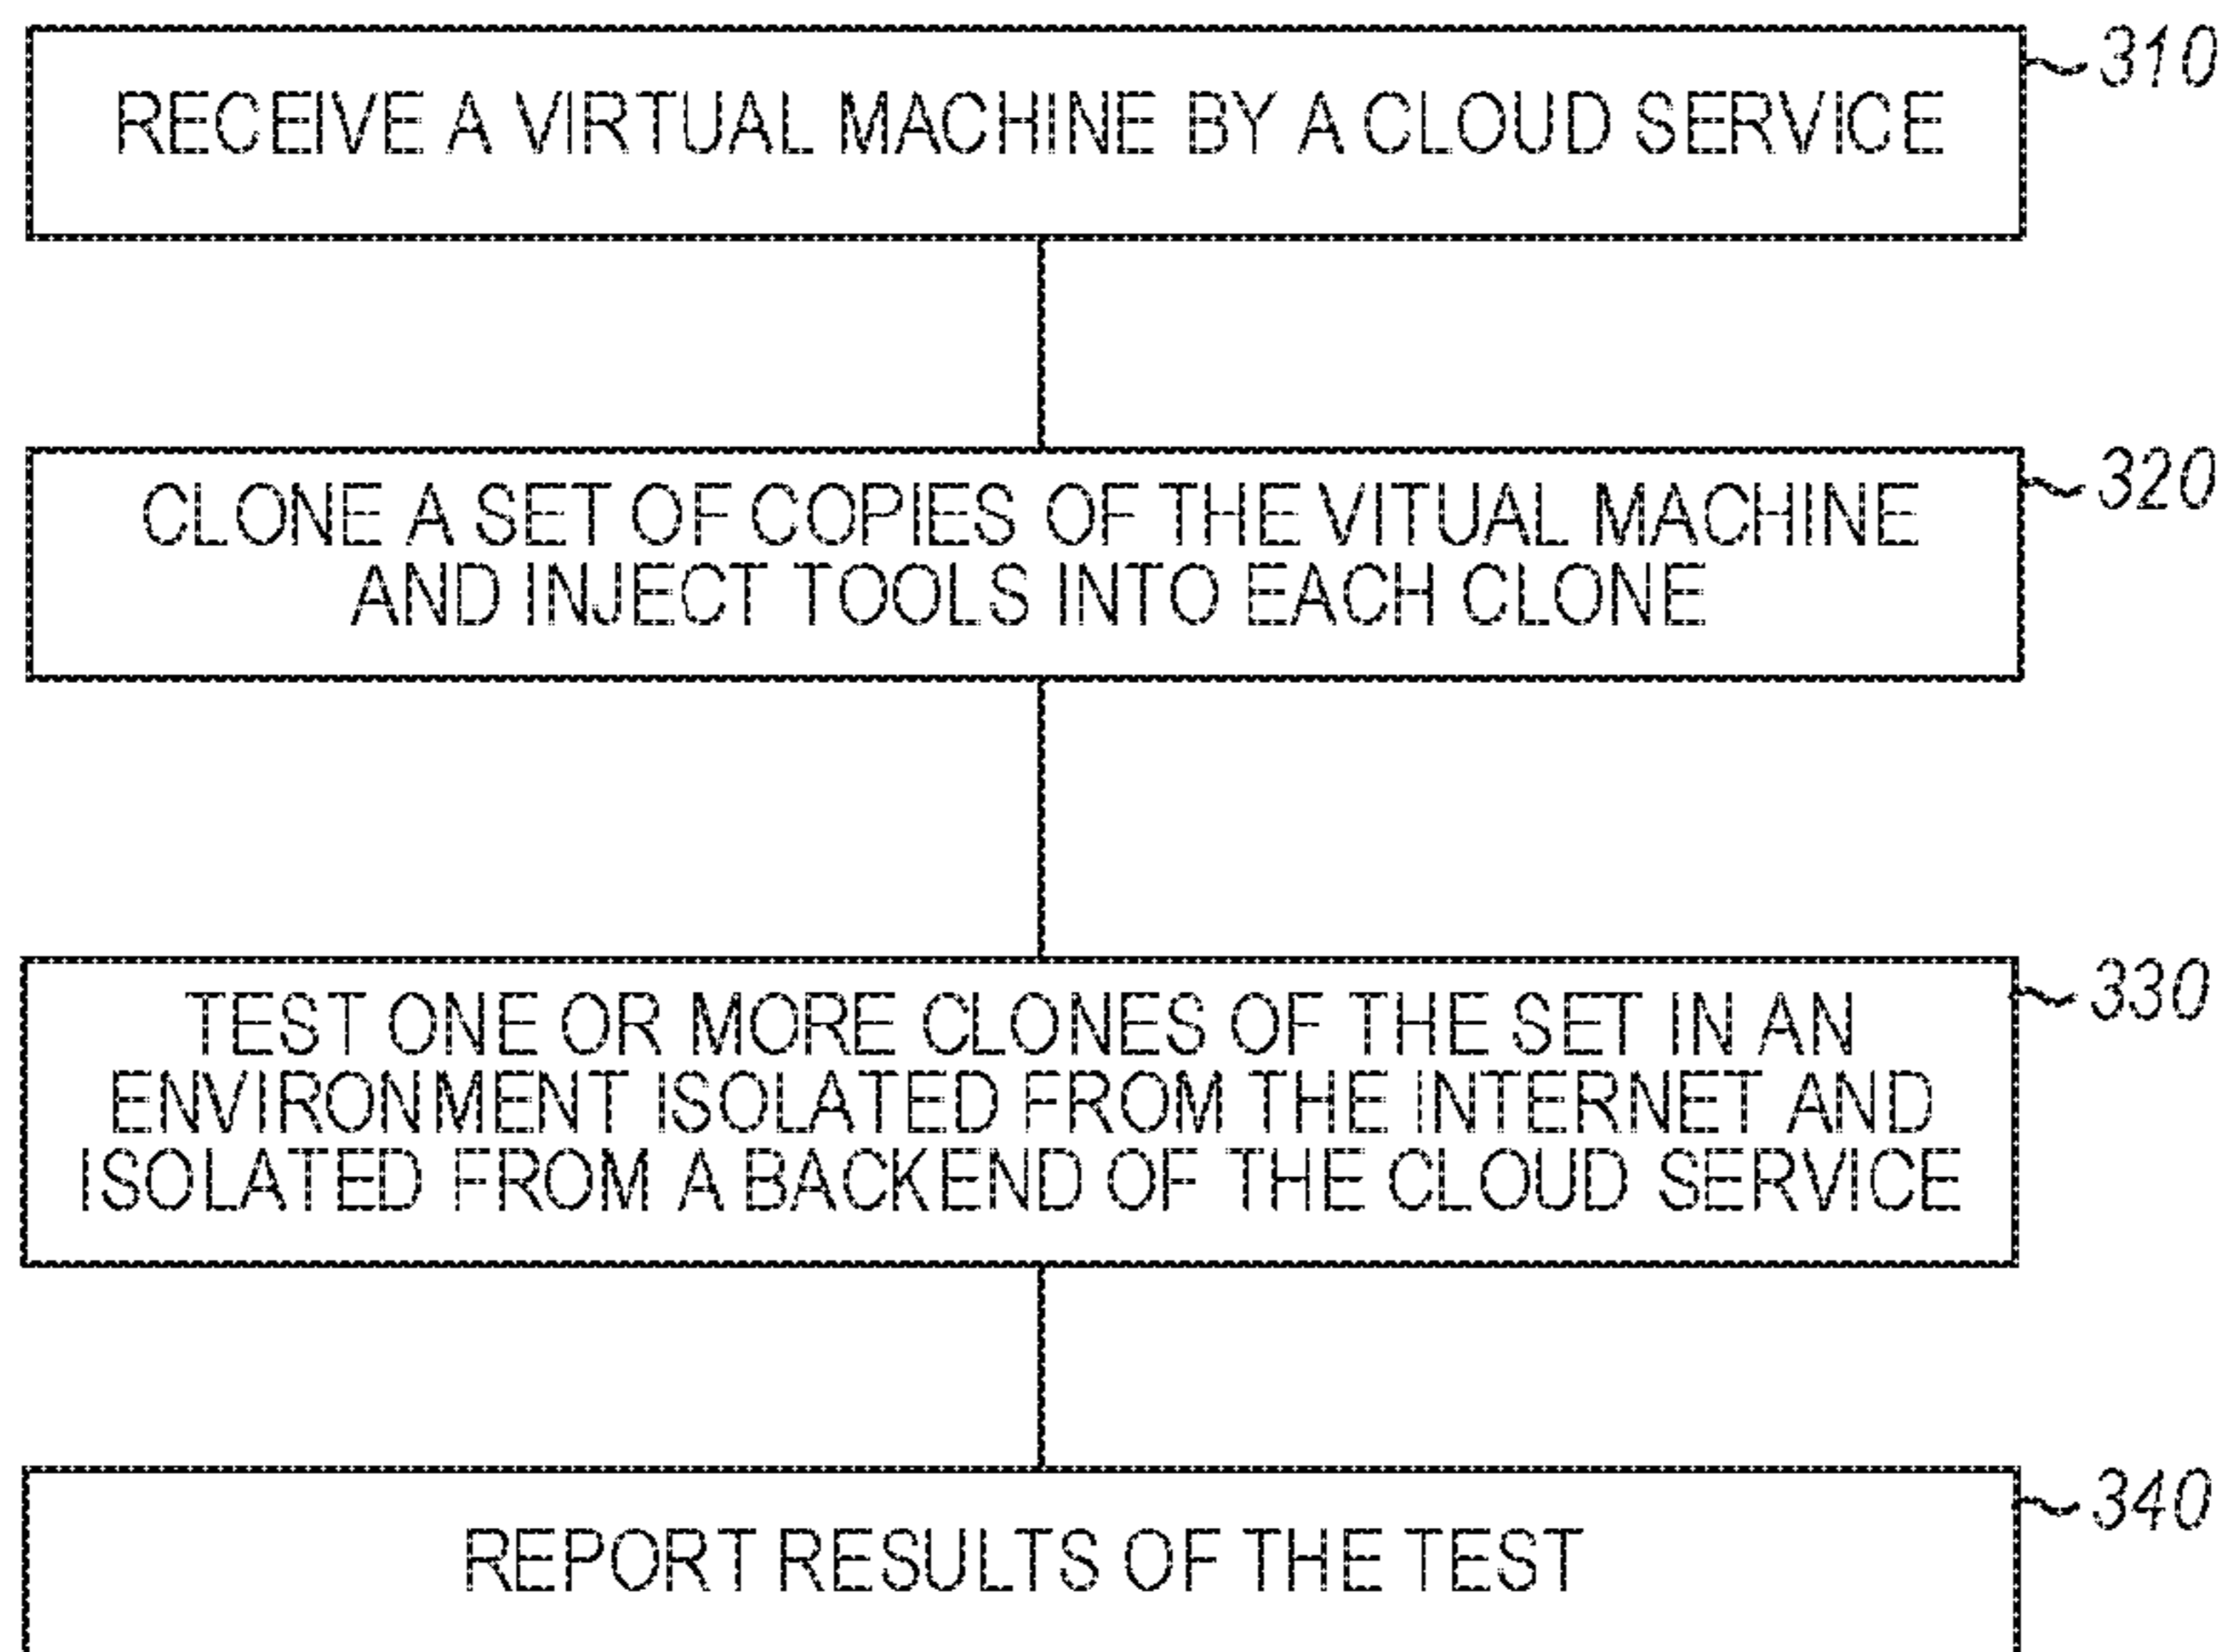 RECEIVE A VIRTUAL MACHINE BY A CLOUD SERVICE
310
CLONE A SET OF COPIES OF THE VITUAL MACHINE
AND INJECT TOOLS INTO EACH CLONE
320
TEST ONE OR MORE CLONES OF THE SET IN AN
ENVIRONMENT ISOLATED FROM THE INTERNET AND
ISOLATED FROM A BACKEND OF THE CLOUD SERVICE
330
REPORT RESULTS OF THE TEST
340